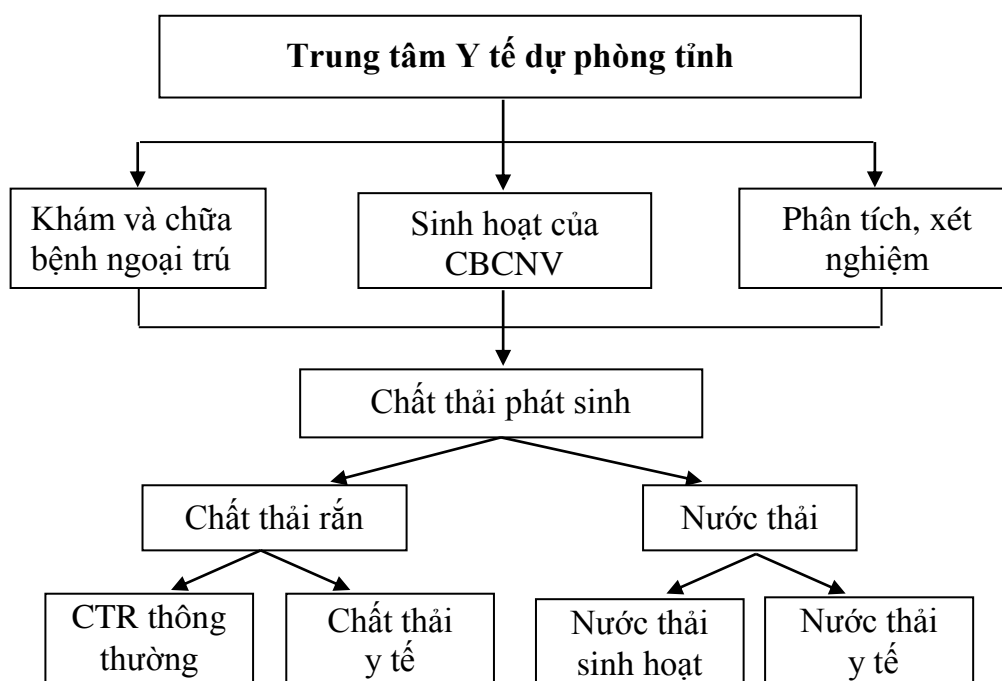 Trung tâm Y tế dự phòng tỉnh
Khám và chữa
bệnh ngoại trú
Sinh hoạt của
CBCNV
Phân tích, xét
nghiệm
Chất thải phát sinh
Chất thải rắn
Nước thải
CTR thông
thường
Chất thải
y tế
Nước thải
sinh hoạt
Nước thải
y tế